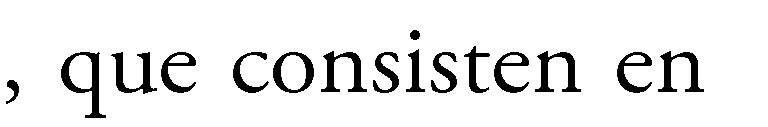 , que consisten en